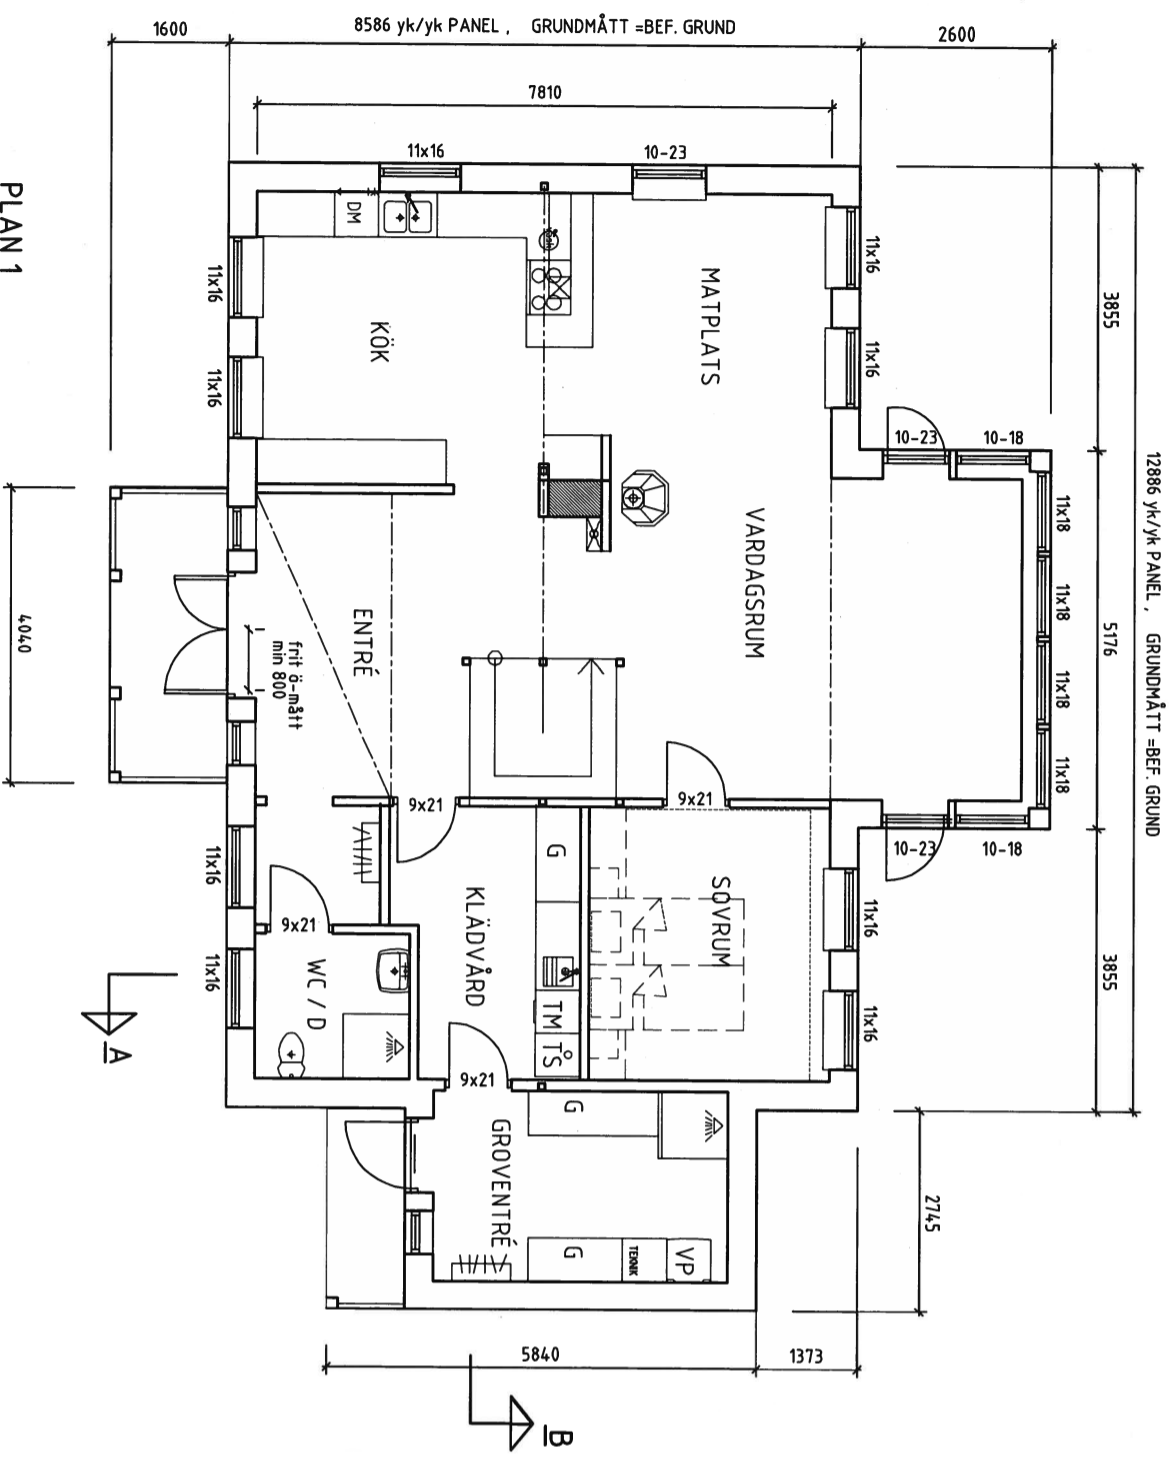 1600
8586 yk/yk PANEL , GRUNDMÅTT =BEF. GRUND
2600
7810
11x16
10-23
PLAN 1
DM
11x16
11x16
KÖK
MATPLATS
11x16
11x16
3855
12886 yk/yk PANEL , GRUNDMÅTT =BEF. GRUND
10-23
10-18
11x18
11x18
11x18
11x18
5176
VARDAGSRUM
ENTRÉ
frit ö-mått
min 800
4040
9x21
9x21
10-23
10-18
G
KLÄDVÅRD
SOVRUM
11x16
11x16
3855
11x16
11x16
9x21
WC / D
TM
TŠ
A
9x21
G
GROVENTRÉ
G
TEKNIK
VP
2745
5840
1373
B